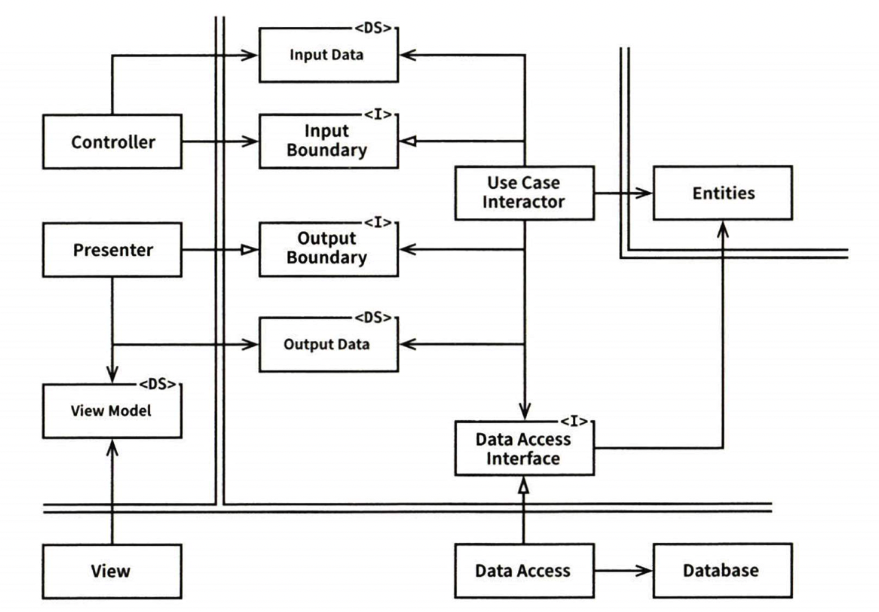 <DS>
Input Data
<I>
Input
Boundary
Controller
Use Case
Interactor
Entities
<I>
Output
Boundary
Presenter
<DS>
Output Data
<DS>
View Model
<I>
Data Access
Interface
View
Data Access
Database